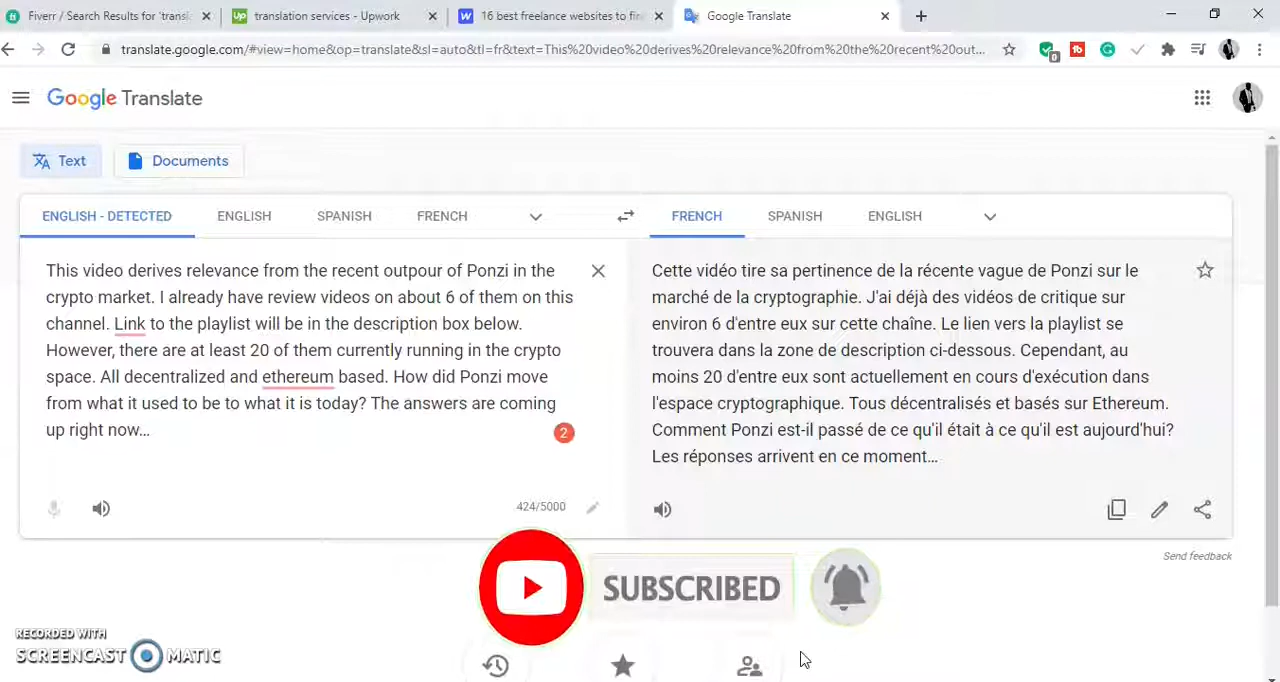 Fiverr / Search Results for 'transl
translation services - Upwork
16 best freelance websites to fin
Google Translate
translate.google.com/#view=home&op=translate&sl=auto&tl=fr&text=This%20video%20derives%20relevance%20from%20the%20recent%20out...
Google Translate
Text
Documents
ENGLISH - DETECTED
ENGLISH
SPANISH
FRENCH
FRENCH
SPANISH
ENGLISH
This video derives relevance from the recent outpour of Ponzi in the
crypto market. I already have review videos on about 6 of them on this
channel. Link to the playlist will be in the description box below.
However, there are at least 20 of them currently running in the crypto
space. All decentralized and ethereum based. How did Ponzi move
from what it used to be to what it is today? The answers are coming
up right now...
2
424/5000
Cette vidéo tire sa pertinence de la récente vague de Ponzi sur le
marché de la cryptographie. J'ai déjà des vidéos de critique sur
environ 6 d'entre eux sur cette chaîne. Le lien vers la playlist se
trouvera dans la zone de description ci-dessous. Cependant, au
moins 20 d'entre eux sont actuellement en cours d'exécution dans
l'espace cryptographique. Tous décentralisés et basés sur Ethereum.
Comment Ponzi est-il passé de ce qu'il était à ce qu'il est aujourd'hui?
Les réponses arrivent en ce moment...
Send feedback
SUBSCRIBED
RECORDED WITH
SCREENCAST MATIC